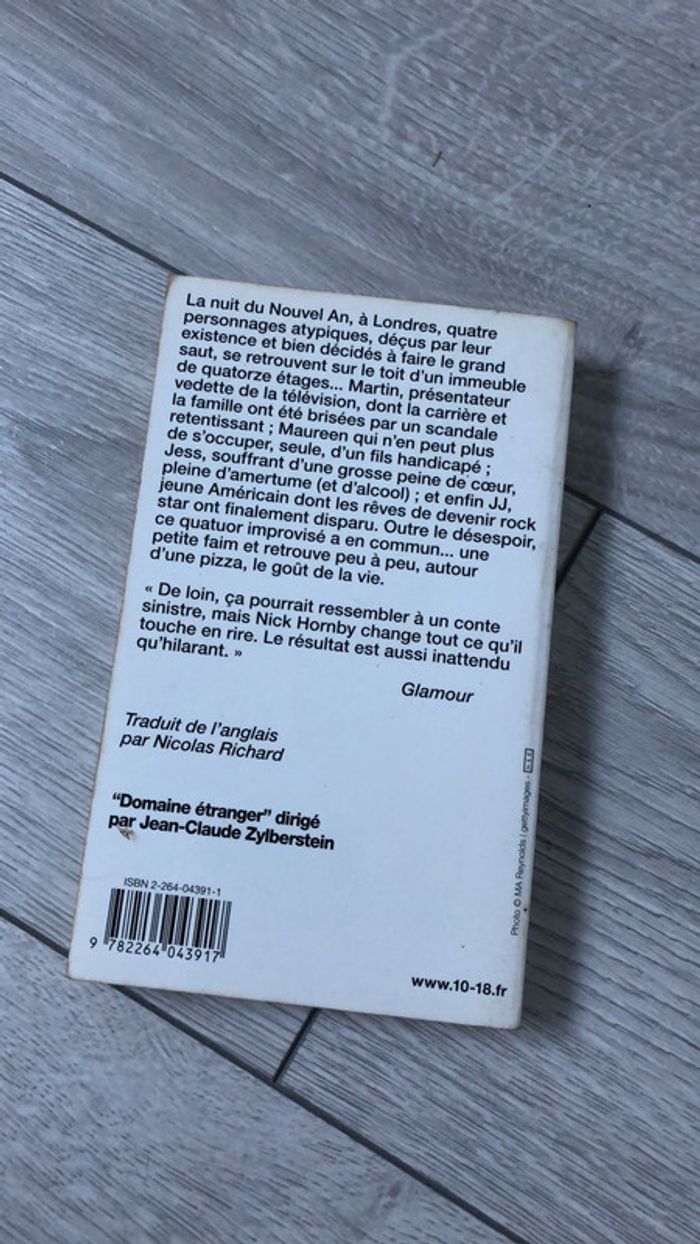 La nuit du Nouvel An, à Londres, quatre
personnages atypiques, déçus par leur
existence et bien décidés à faire le grand
saut, se retrouvent sur le toit d'un immeuble
de quatorze étages... Martin, présentateur
vedette de la télévision, dont la carrière et
la famille ont été brisées par un scandale
retentissant ; Maureen qui n'en peut plus
de s'occuper, seule, d'un fils handicapé ;
Jess, souffrant d'une grosse peine de cœur,
pleine d'amertume (et d'alcool) ; et enfin JJ,
jeune Américain dont les rêves de devenir rock
star ont finalement disparu. Outre le désespoir,
ce quatuor improvisé a en commun... une
petite faim et retrouve peu à peu, autour
d'une pizza, le goût de la vie.
« De loin, ça pourrait ressembler à un conte
sinistre, mais Nick Hornby change tout ce qu'il
touche en rire. Le résultat est aussi inattendu
qu'hilarant. »
Glamour
Traduit de l'anglais
par Nicolas Richard
"Domaine étranger" dirigé
par Jean-Claude Zylberstein
ISBN 2-264-04391-1
9 782264 043917
www.10-18.fr
Photo © MA Reynolds / gettyimages -